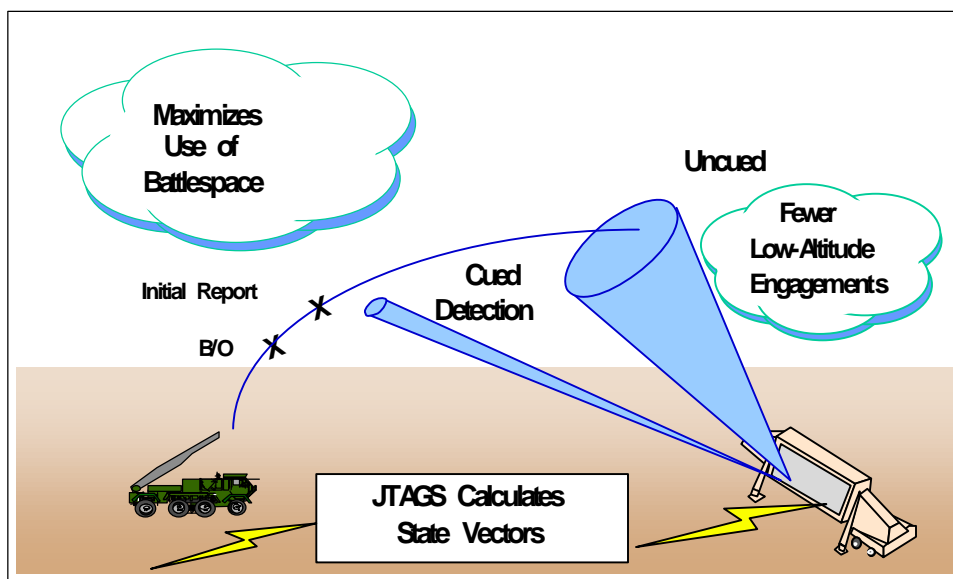 Maximizes
Use of
Battlespace
Uncued
Fewer
Low-Altitude
Engagements
Cued
Detection
Initial Report
B/O
X
X
JTAGS Calculates
State Vectors